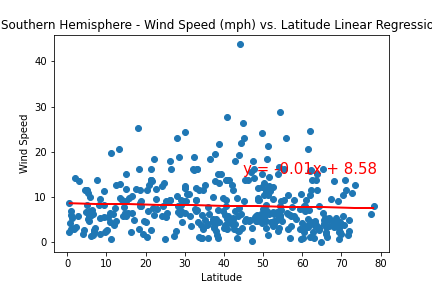 Southern Hemisphere - Wind Speed (mph) vs. Latitude Linear Regressio
40
30
20
10
0
Wind Speed
y = -0.01x + 8.58
0 10 20 30 40 50 60 70 80
Latitude